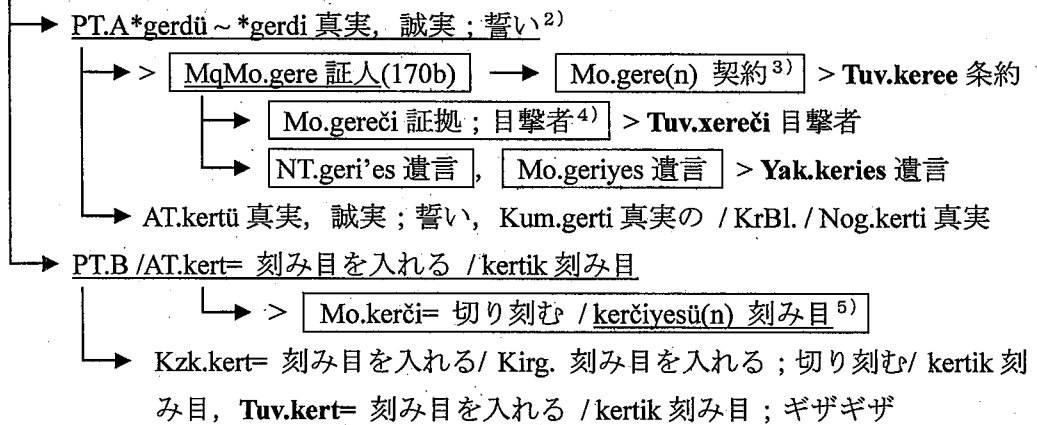 PT.A*gerdü ~ *gerdi 真実，誠実；誓い2)
> MqMo.gere 証人(170b) Mo.gere(n) 契約3) > Tuv.keree 条約
Mo.gereči 証拠；目撃者4) > Tuv.xereči 目撃者
NT.geri'es 遺言， Mo.geriyes 遺言 > Yak.keries 遺言
AT.kertü 真実，誠実；誓い， Kum.gerti 真実の / KrBl. / Nog.kerti 真実
PT.B /AT.kert= 刻み目を入れる / kertik 刻み目
> Mo.kerči= 切り刻む / kerčiyesü(n) 刻み目5)
Kzk.kert= 刻み目を入れる/ Kirg. 刻み目を入れる；切り刻む/ kertik 刻
み目， Tuv.kert= 刻み目を入れる / kertik 刻み目；ギザギザ